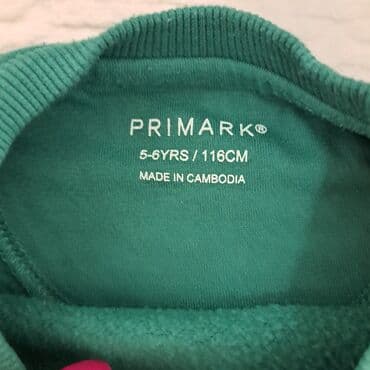 PRIMARK®
5-6YRS / 116CM
MADE IN CAMBODIA